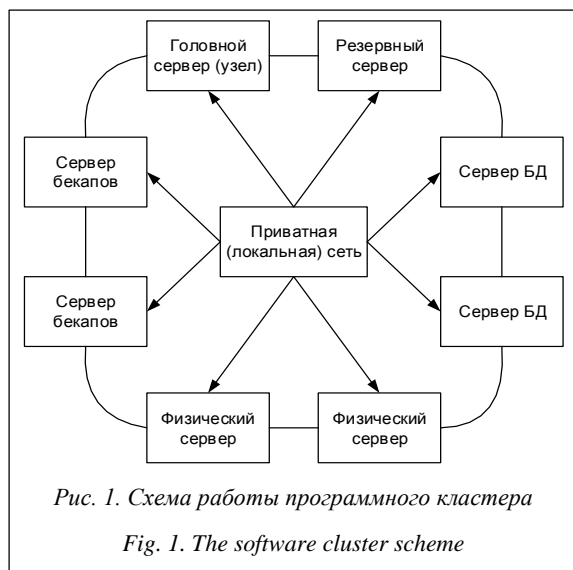 Головной
сервер (узел)
Резервный
сервер
Сервер
бекапов
Сервер БД
Приватная
(локальная) сеть
Сервер
бекапов
Сервер БД
Физический
сервер
Физический
сервер
Рис. 1. Схема работы программного кластера
Fig. 1. The software cluster scheme